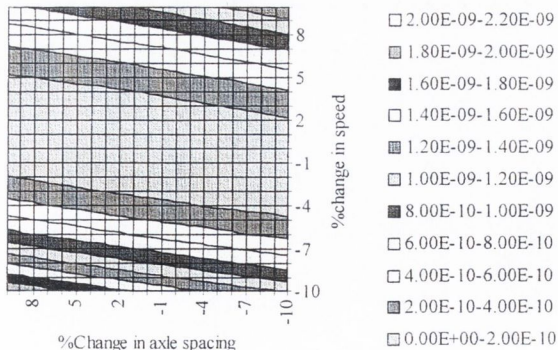 8
5
2
-1
-4
-7
-10
%change in speed
8
5
2
-1
-4
-7
-10
%Change in axle spacing
2.00E-09-2.20E-09
1.80E-09-2.00E-09
1.60E-09-1.80E-09
1.40E-09-1.60E-09
1.20E-09-1.40E-09
1.00E-09-1.20E-09
8.00E-10-1.00E-09
6.00E-10-8.00E-10
4.00E-10-6.00E-10
2.00E-10-4.00E-10
0.00E+00-2.00E-10